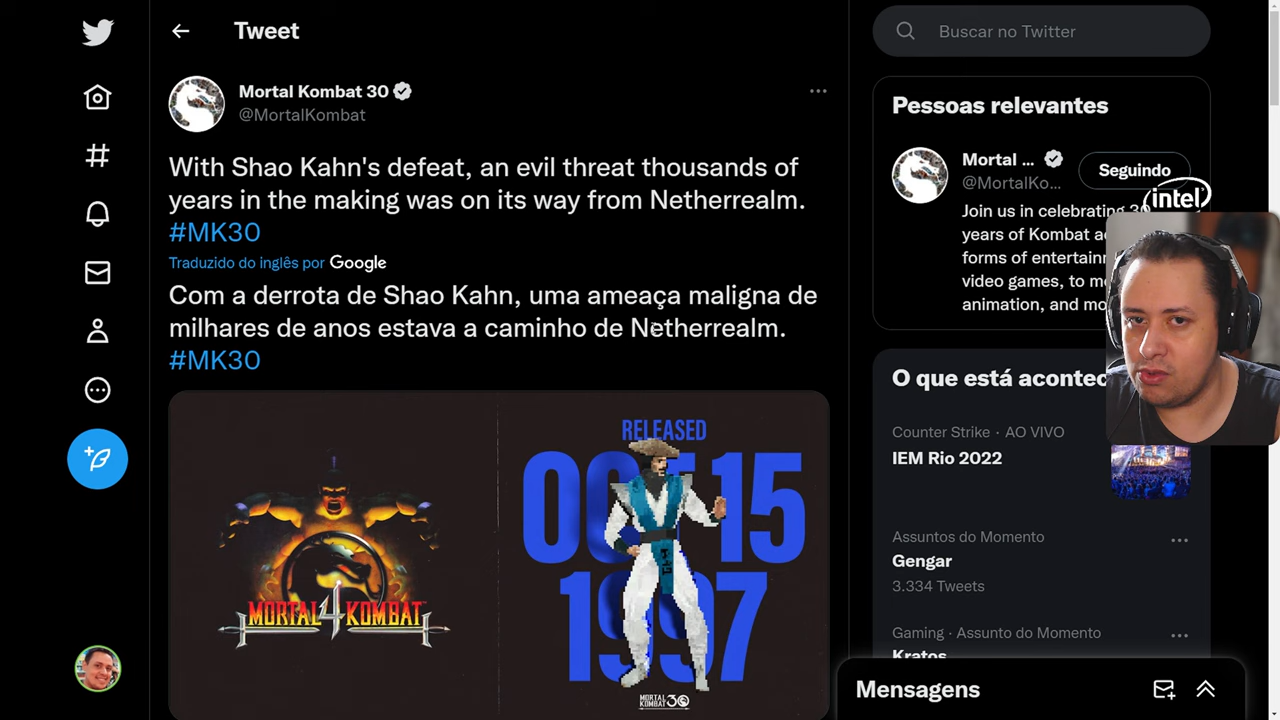 Tweet
Mortal Kombat 30
@MortalKombat
With Shao Kahn's defeat, an evil threat thousands of
years in the making was on its way from Netherrealm.
#MK30
Traduzido do inglês por Google
Com a derrota de Shao Kahn, uma ameaça maligna de
milhares de anos estava a caminho de Netherrealm.
#MK30
MORTAL 4 KOMBAT
RELEASED
15
1997
MORTAL KOMBAT 30
Buscar no Twitter
Pessoas relevantes
Mortal ...
@MortalKo...
Seguindo
intel
Join us in celebrating
years of Kombat
forms of entertain
video games, to
animation, and
O que está
Counter Strike · AO VIVO
IEM Rio 2022
Assuntos do Momento
Gengar
3.334 Tweets
Gaming · Assunto do Momento
Kratos
Mensagens